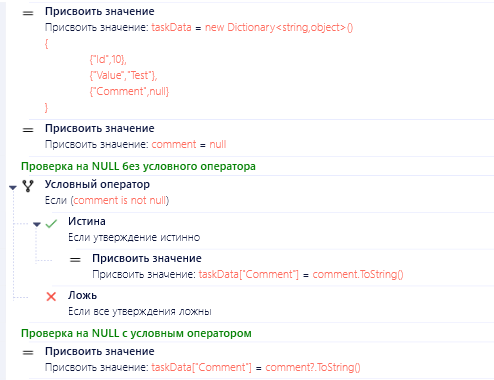 Присвоить значение
Присвоить значение: taskData = new Dictionary<string,object>()
{
{"Id",10},
{"Value","Test"},
{"Comment",null}
}
Присвоить значение
Присвоить значение: comment = null
Проверка на NULL без условного оператора
Условный оператор
Если (comment is not null)
Истина
Если утверждение истинно
Присвоить значение
Присвоить значение: taskData["Comment"] = comment.ToString()
Ложь
Если все утверждения ложны
Проверка на NULL с условным оператором
Присвоить значение
Присвоить значение: taskData["Comment"] = comment?.ToString()